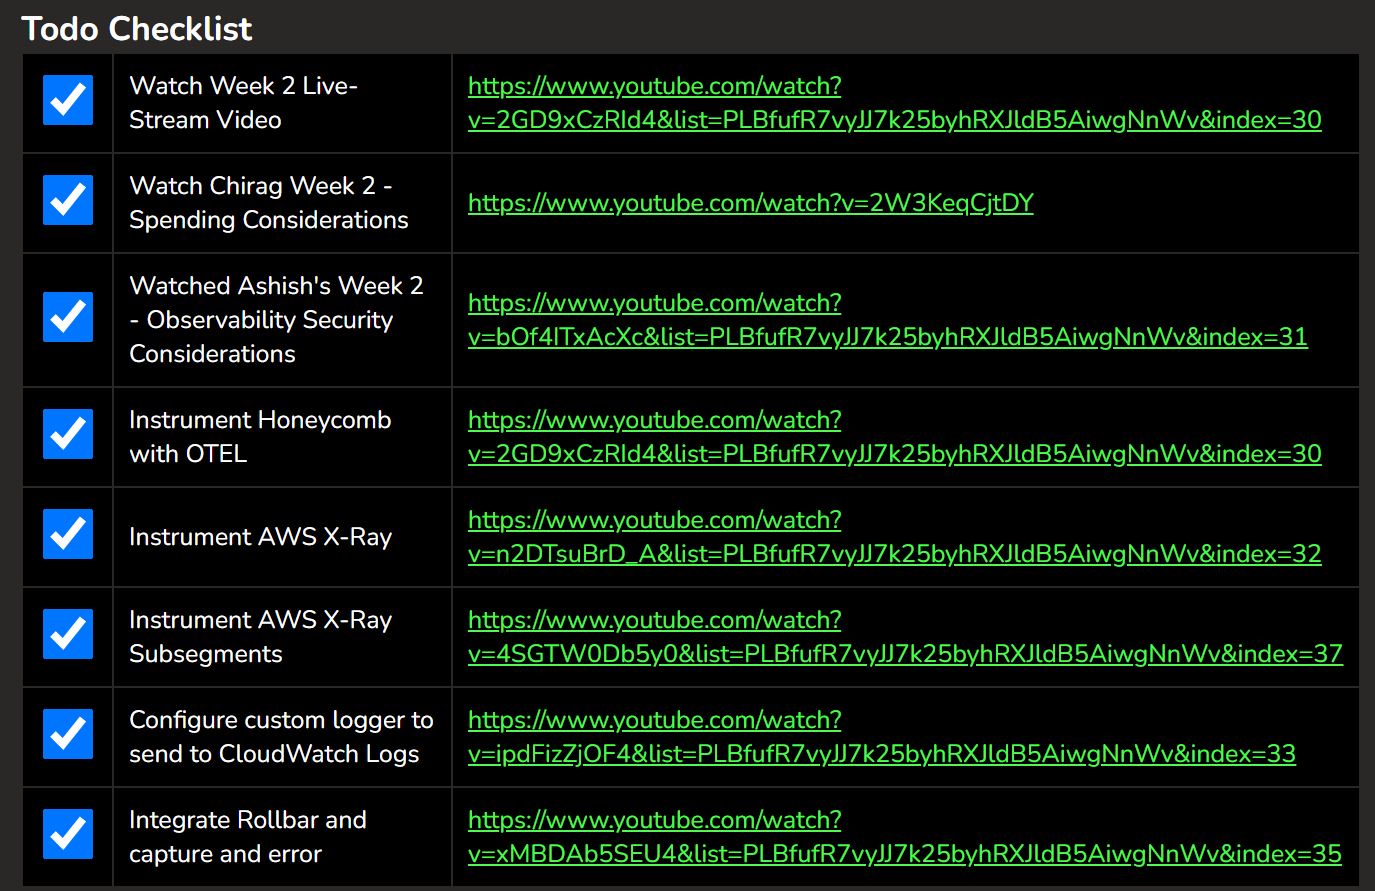 Todo Checklist
Watch Week 2 Live-
Stream Video
https://www.youtube.com/watch?
v=2GD9xCzRId4&list=PLBfufR7vyJJ7k25byhRXJldB5AiwgNnWv&index=30
Watch Chirag Week 2 -
Spending Considerations
https://www.youtube.com/watch?v=2W3KeqCjtDY
Watched Ashish's Week 2
- Observability Security
Considerations
https://www.youtube.com/watch?
v=bOf4ITxAcXc&list=PLBfufR7vyJJ7k25byhRXJldB5AiwgNnWv&index=31
Instrument Honeycomb
with OTEL
https://www.youtube.com/watch?
v=2GD9xCzRId4&list=PLBfufR7vyJJ7k25byhRXJldB5AiwgNnWv&index=30
Instrument AWS X-Ray
https://www.youtube.com/watch?
v=n2DTsuBrD_A&list=PLBfufR7vyJJ7k25byhRXJldB5AiwgNnWv&index=32
Instrument AWS X-Ray
Subsegments
https://www.youtube.com/watch?
v=4SGTW0Db5y0&list=PLBfufR7vyJJ7k25byhRXJldB5AiwgNnWv&index=37
Configure custom logger to
send to CloudWatch Logs
https://www.youtube.com/watch?
v=ipdFizZjOF4&list=PLBfufR7vyJJ7k25byhRXJldB5AiwgNnWv&index=33
Integrate Rollbar and
capture and error
https://www.youtube.com/watch?
v=xMBDAb5SEU4&list=PLBfufR7vyJJ7k25byhRXJldB5AiwgNnWv&index=35